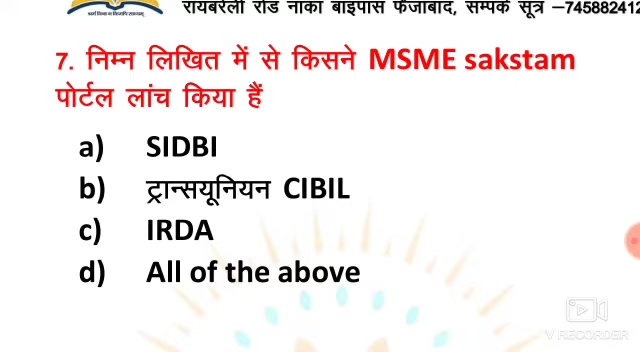 रायबरेली रोड नाका बाईपास फैजाबाद, सम्पर्क सूत्र –745882412
7. निम्न लिखित में से किसने MSME sakstam
पोर्टल लांच किया हैं
a) SIDBI
b) ट्रान्सयूनियन CIBIL
c) IRDA
d) All of the above
V RECORDER